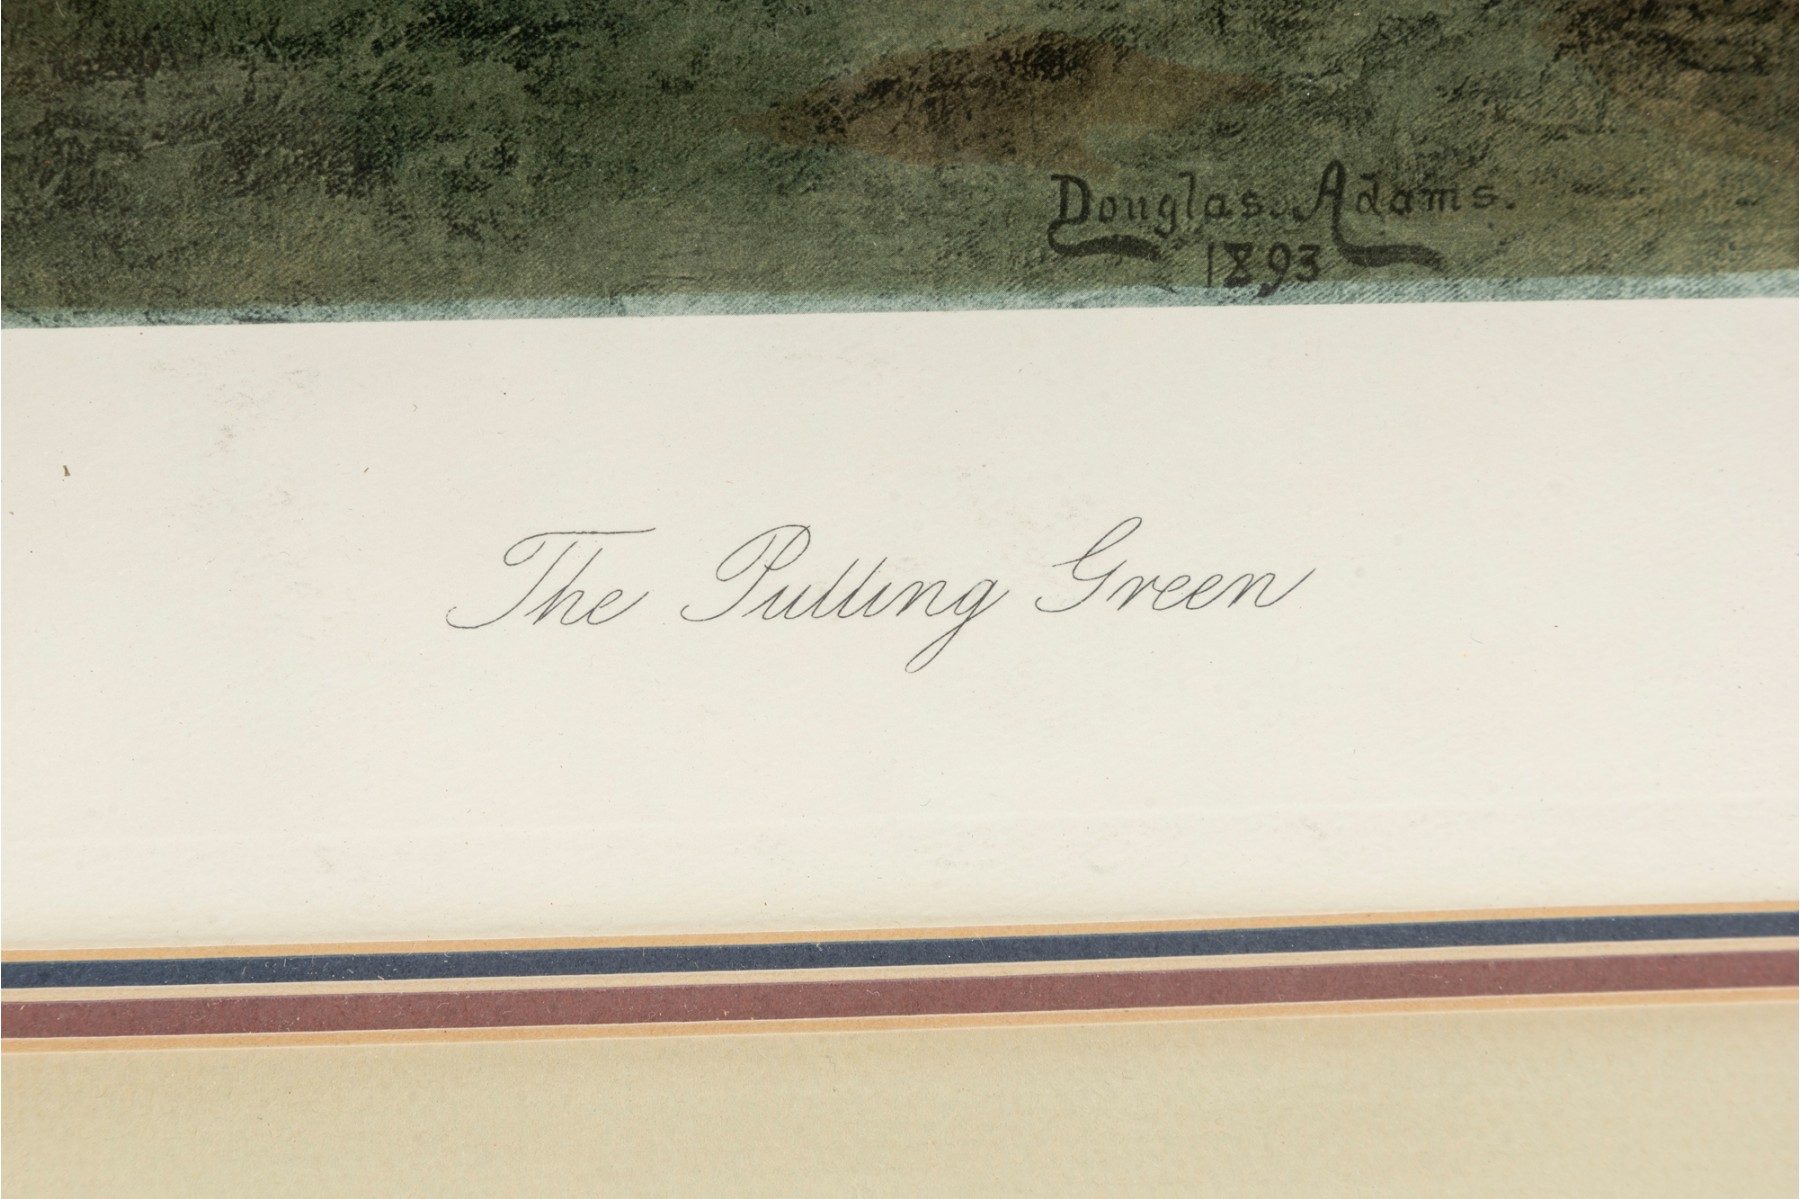 Douglas. Adams.
1893
The Putting Green